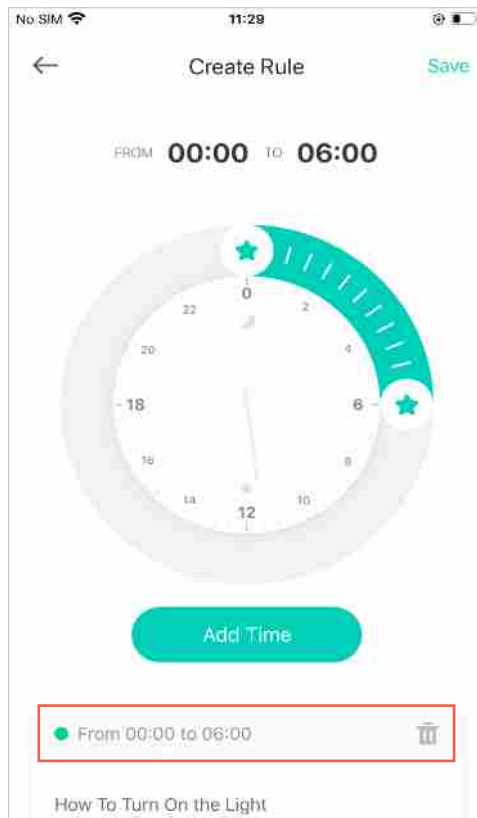 No SIM 11:29
Create Rule Save
FROM 00:00 TO 06:00
0
22 2
20 4
18 6
16 8
14 10
12
Add Time
From 00:00 to 06:00
How To Turn On the Light